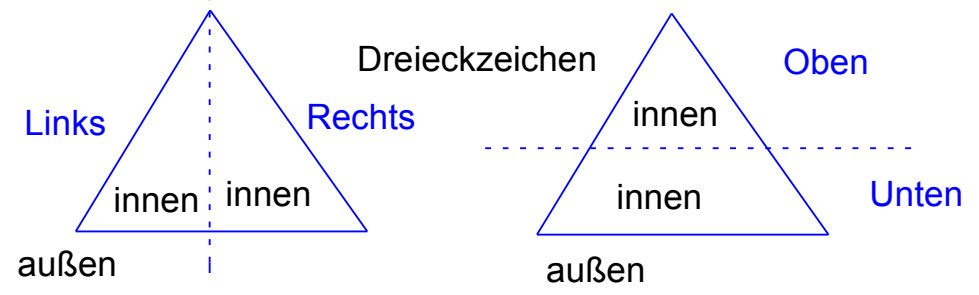 Dreieckzeichen
Links
Rechts
innen
innen
außen
Oben
innen
innen
Unten
außen